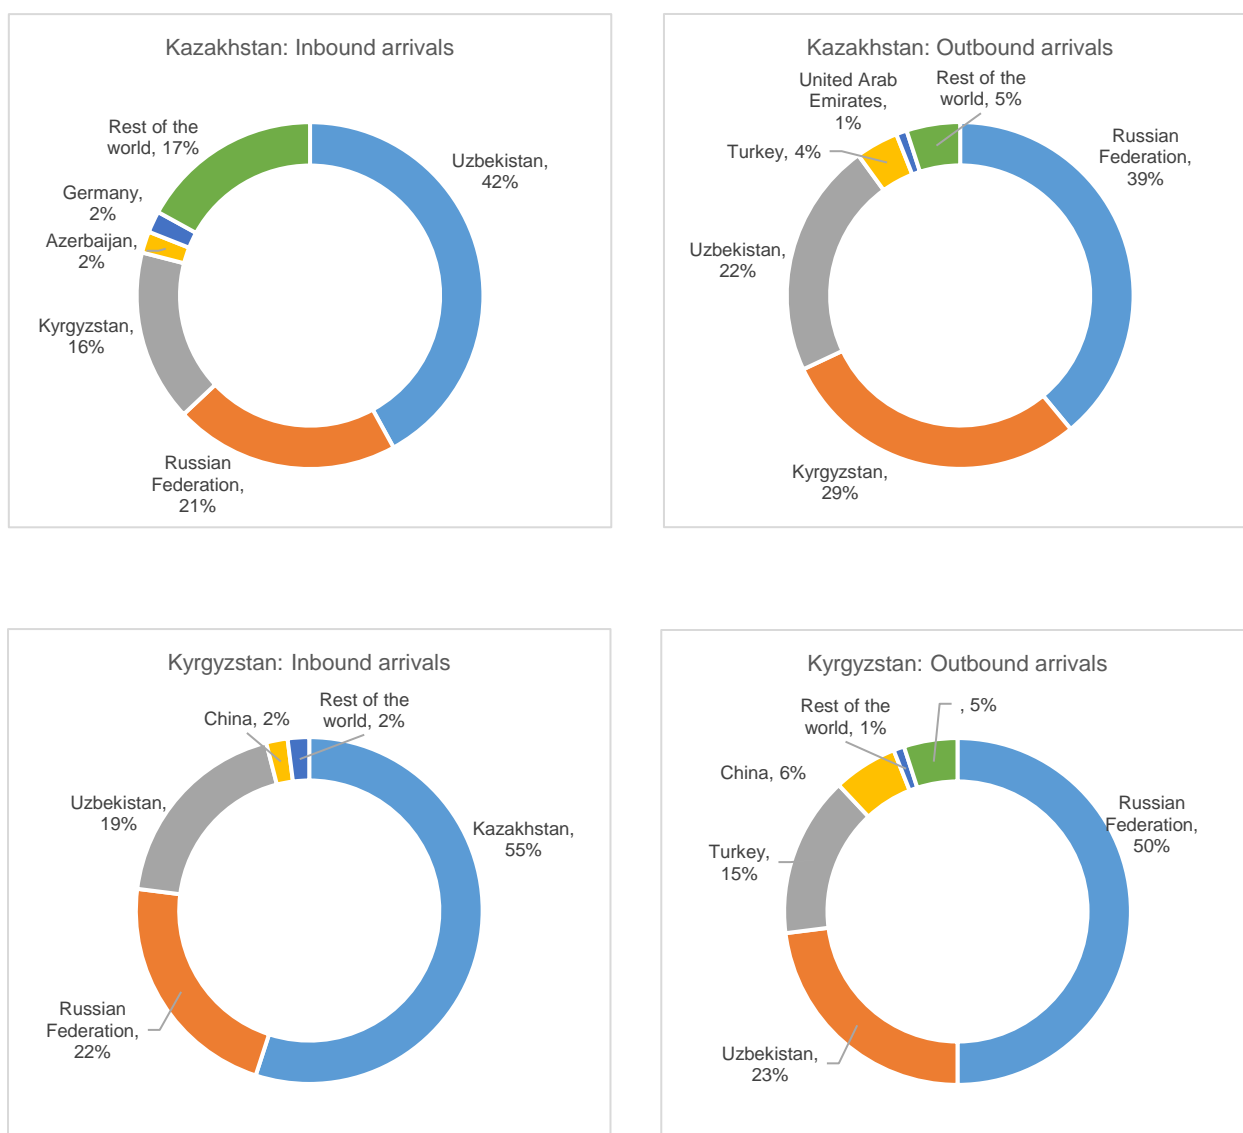 Kazakhstan: Inbound arrivals
Rest of the
world, 17%
Uzbekistan,
42%
Germany,
2%
Azerbaijan,
2%
Kyrgyzstan,
16%
Russian
Federation,
21%
Kazakhstan: Outbound arrivals
United Arab
Emirates,
1%
Rest of the
world, 5%
Russian
Federation,
39%
Turkey, 4%
Uzbekistan,
22%
Kyrgyzstan,
29%
Kyrgyzstan: Inbound arrivals
China, 2%
Rest of the
world, 2%
Uzbekistan,
19%
Kazakhstan,
55%
Russian
Federation,
22%
Kyrgyzstan: Outbound arrivals
Rest of the
world, 1%
, 5%
China, 6%
Russian
Federation,
50%
Turkey,
15%
Uzbekistan,
23%